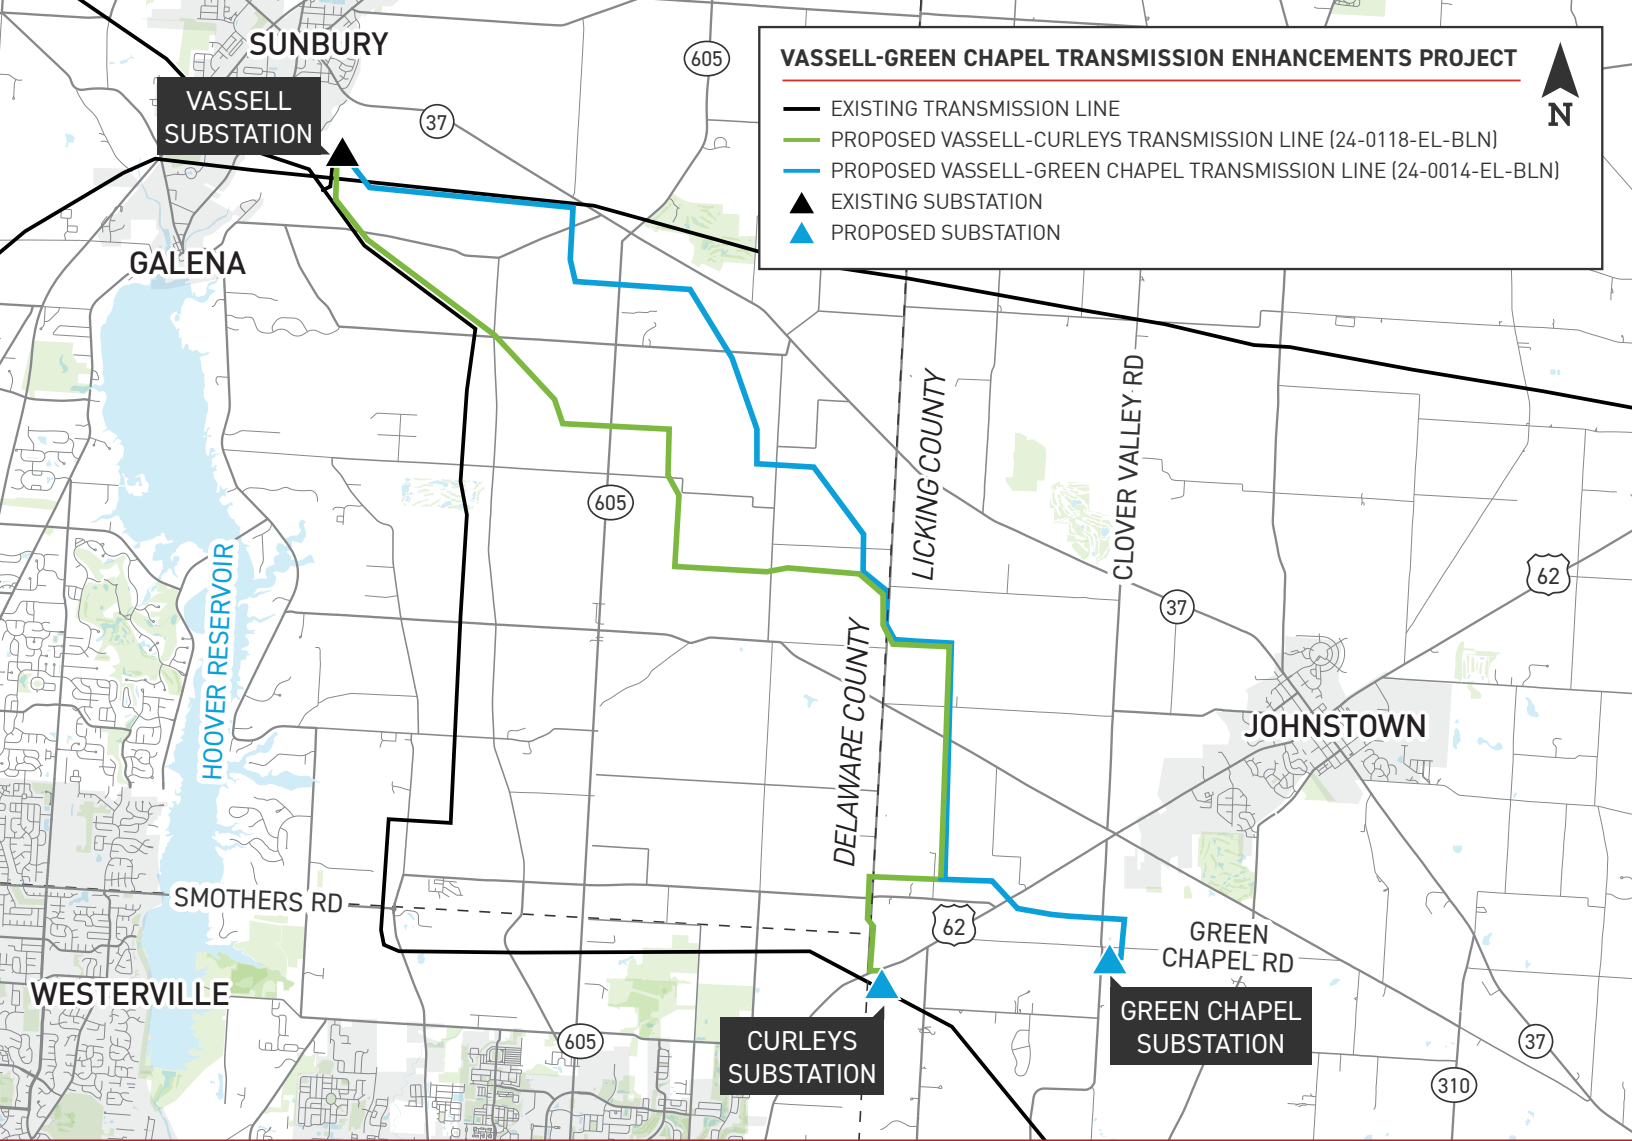 SUNBURY
605
VASSELL-GREEN CHAPEL TRANSMISSION ENHANCEMENTS PROJECT
EXISTING TRANSMISSION LINE
PROPOSED VASSELL-CURLEYS TRANSMISSION LINE (24-0118-EL-BLN)
PROPOSED VASSELL-GREEN CHAPEL TRANSMISSION LINE (24-0014-EL-BLN)
EXISTING SUBSTATION
PROPOSED SUBSTATION
N
VASSELL
SUBSTATION
37
GALENA
LICKING COUNTY
CLOVER VALLEY RD
605
62
37
HOOVER RESERVOIR
DELAWARE COUNTY
JOHNSTOWN
SMOTHERS RD
62
GREEN
CHAPEL RD
WESTERVILLE
GREEN CHAPEL
SUBSTATION
CURLEYS
SUBSTATION
605
37
310